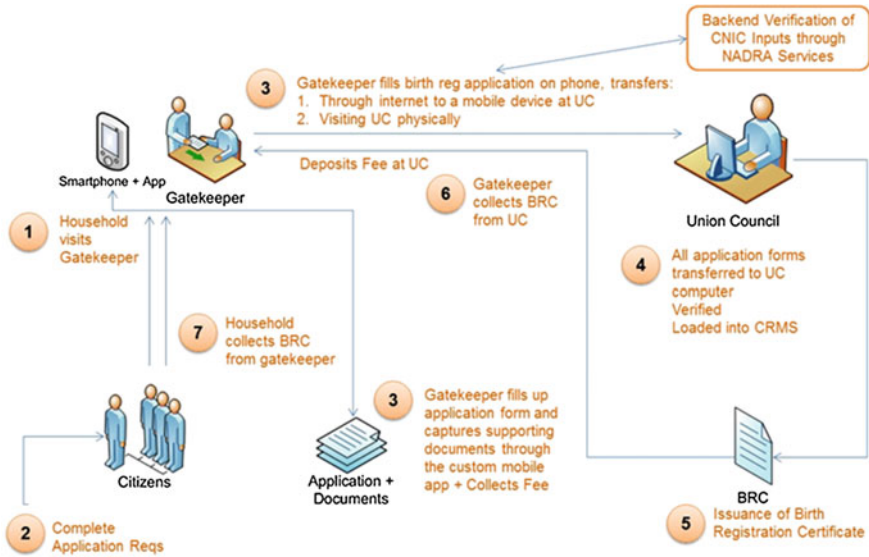 Backend Verification of
CNIC Inputs through
NADRA Services
3
Gatekeeper fills birth reg application on phone, transfers:
1. Through internet to a mobile device at UC
2. Visiting UC physically
Smartphone + App
Gatekeeper
Deposits Fee at UC
6
Gatekeeper
collects BRC
from UC
Union Council
1
Household
visits
Gatekeeper
4
All application forms
transferred to UC
computer
Verified
Loaded into CRMS
7
Household
collects BRC
from gatekeeper
3
Gatekeeper fills up
application form and
captures supporting
documents through
the custom mobile
app + Collects Fee
Citizens
Application +
Documents
BRC
2
Complete
Application Reqs
5
Issuance of Birth
Registration Certificate